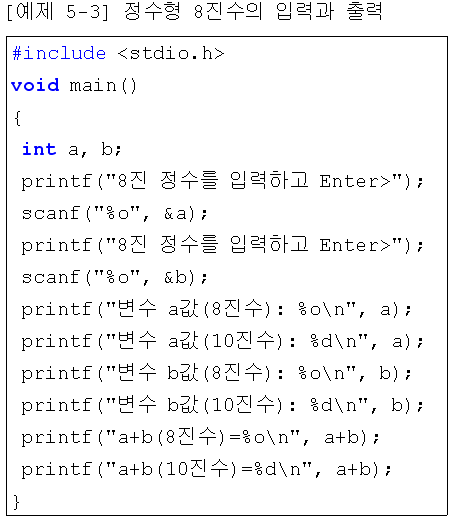 [예제 5-3] 정수형 8진수의 입력과 출력
#include <stdio.h>
void main()
{
int a, b;
printf("8진 정수를 입력하고 Enter>");
scanf("%o", &a);
printf("8진 정수를 입력하고 Enter>");
scanf("%o", &b);
printf("변수 a값(8진수): %o\n", a);
printf("변수 a값(10진수): %d\n", a);
printf("변수 b값(8진수): %o\n", b);
printf("변수 b값(10진수): %d\n", b);
printf("a+b(8진수)=%o\n", a+b);
printf("a+b(10진수)=%d\n", a+b);
}